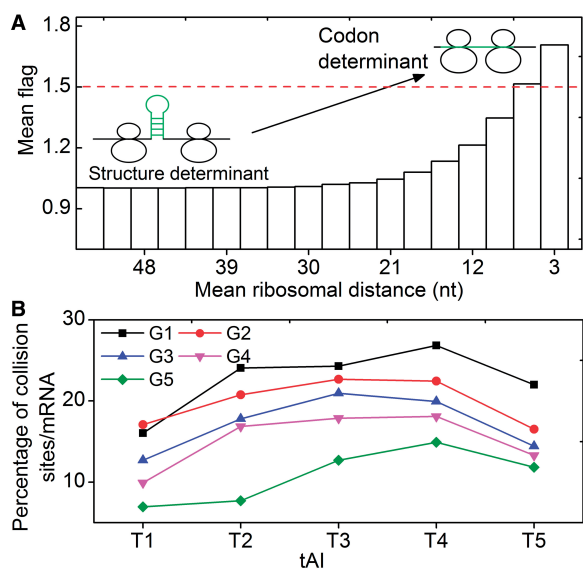 A
Mean flag
1.8
1.5
1.2
0.9
Codon
determinant
Structure determinant
48
39
30
21
12
3
Mean ribosomal distance (nt)
B
Percentage of collision
sites/mRNA
30
20
10
G1
G2
G3
G4
G5
T1
T2
T3
T4
T5
tAI